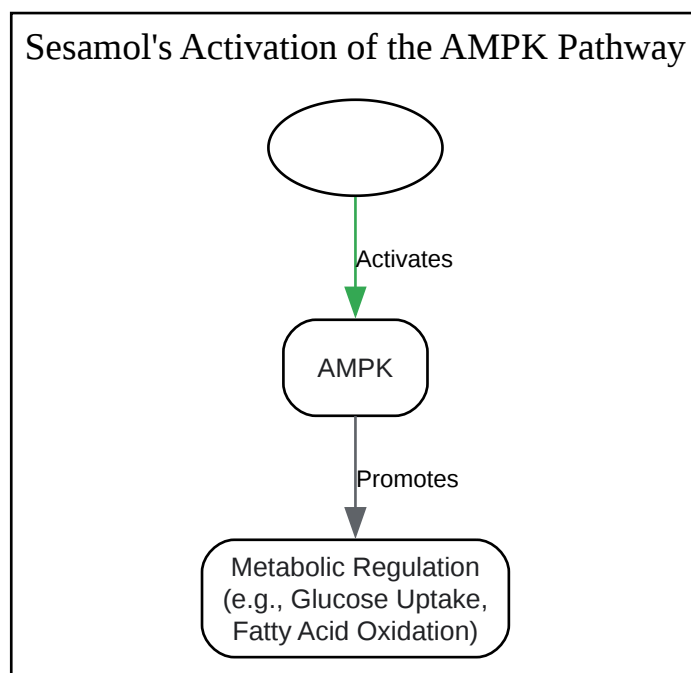 Sesamol's Activation of the AMPK Pathway
Activates
AMPK
Promotes
Metabolic Regulation
(e.g., Glucose Uptake,
Fatty Acid Oxidation)